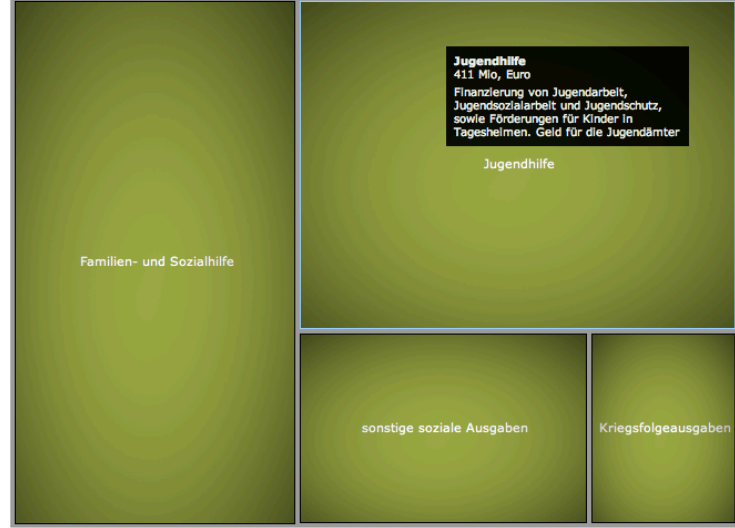 Jugendhilfe
411 Mio, Euro
Finanzierung von Jugendarbeit,
Jugendsozialarbeit und Jugendschutz,
sowie Förderungen für Kinder in
Tagesheimen. Geld für die Jugendämter
Jugendhilfe
Familien- und Sozialhilfe
sonstige soziale Ausgaben
Kriegsfolgeausgaben